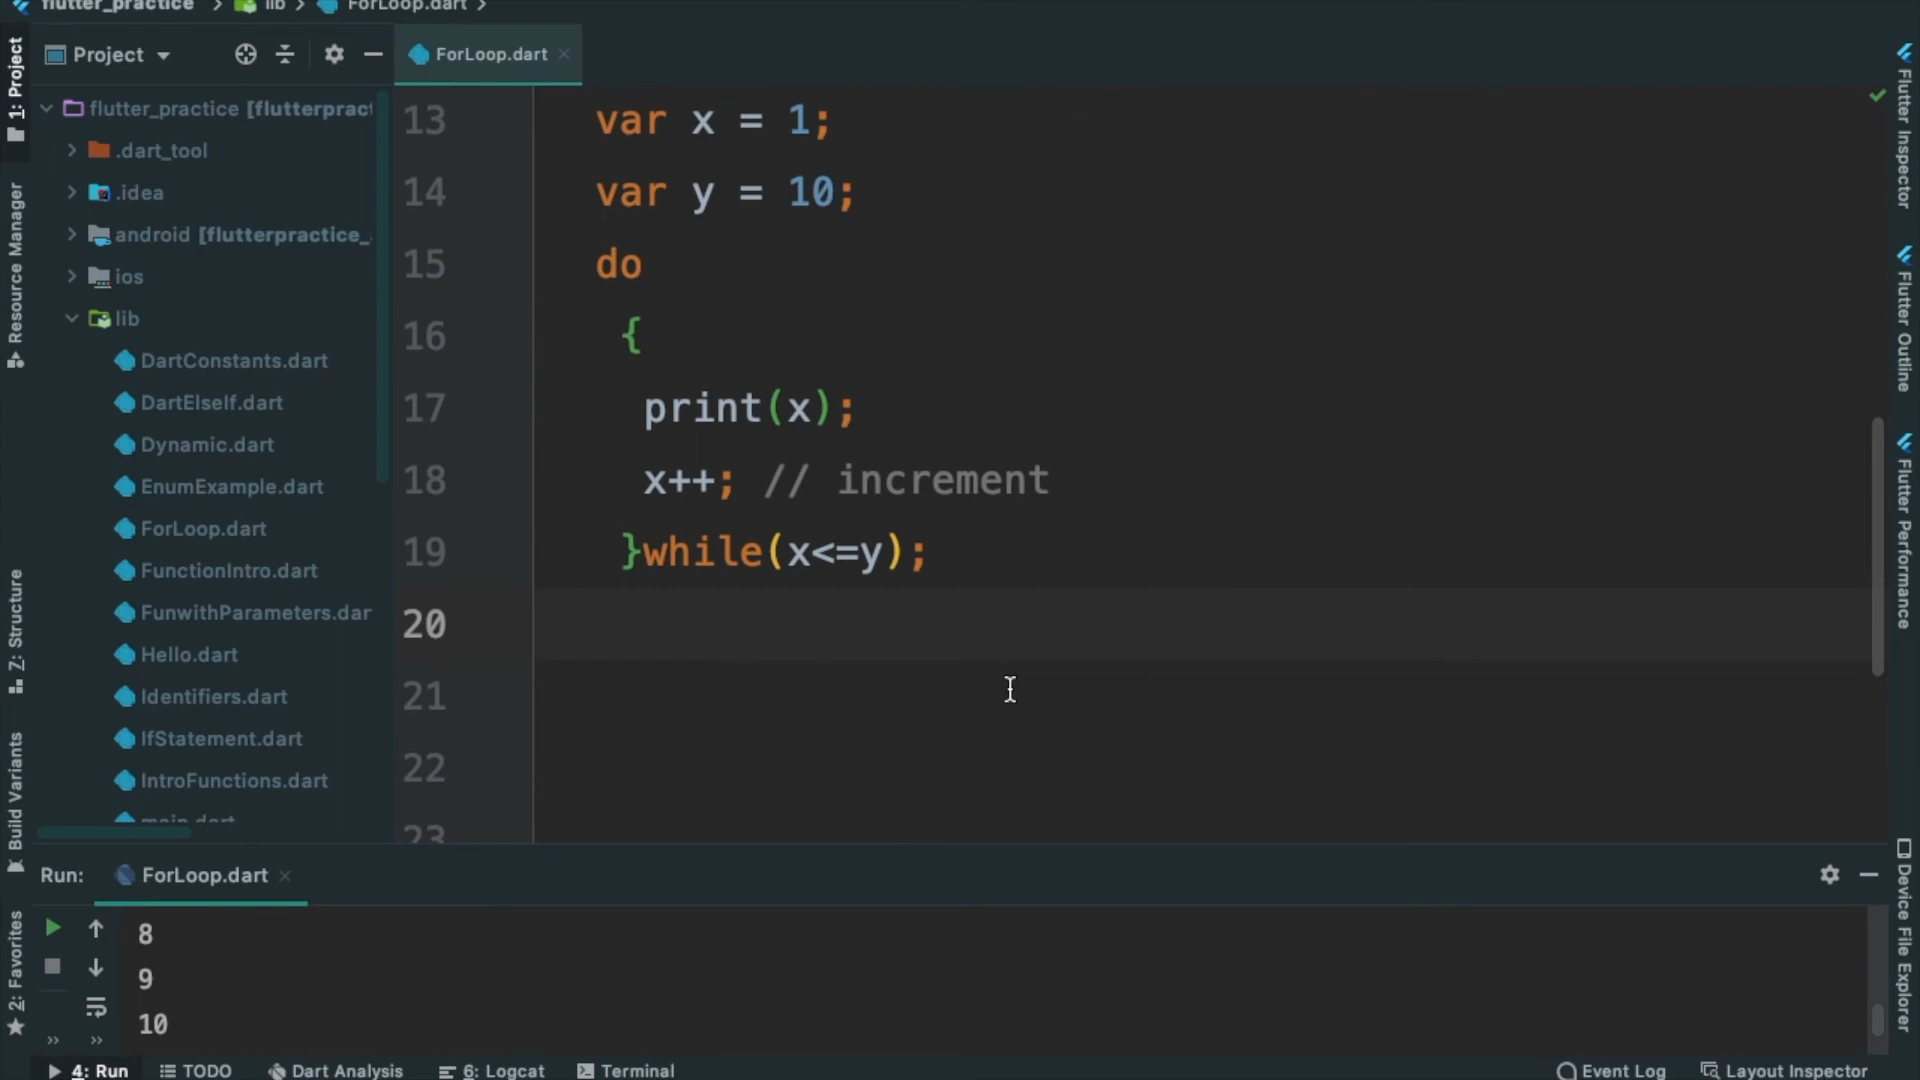 flutter_practice > lib > ForLoop.dart >
1: Project
Resource Manager
Z: Structure
Build Variants
2: Favorites
Project
flutter_practice [flutterpract
.dart_tool
.idea
android [flutterpractice_
ios
lib
DartConstants.dart
DartElseIf.dart
Dynamic.dart
EnumExample.dart
ForLoop.dart
FunctionIntro.dart
FunwithParameters.dar
Hello.dart
Identifiers.dart
IfStatement.dart
IntroFunctions.dart
main.dart
ForLoop.dart
13 var x = 1;
14 var y = 10;
15 do
16 {
17 print(x);
18 x++; // increment
19 }while(x<=y);
20
21
22
23
Flutter Inspector
Flutter Outline
Flutter Performance
Device File Explorer
Run: ForLoop.dart
8
9
10
4: Run TODO Dart Analysis 6: Logcat Terminal Event Log Layout Inspector